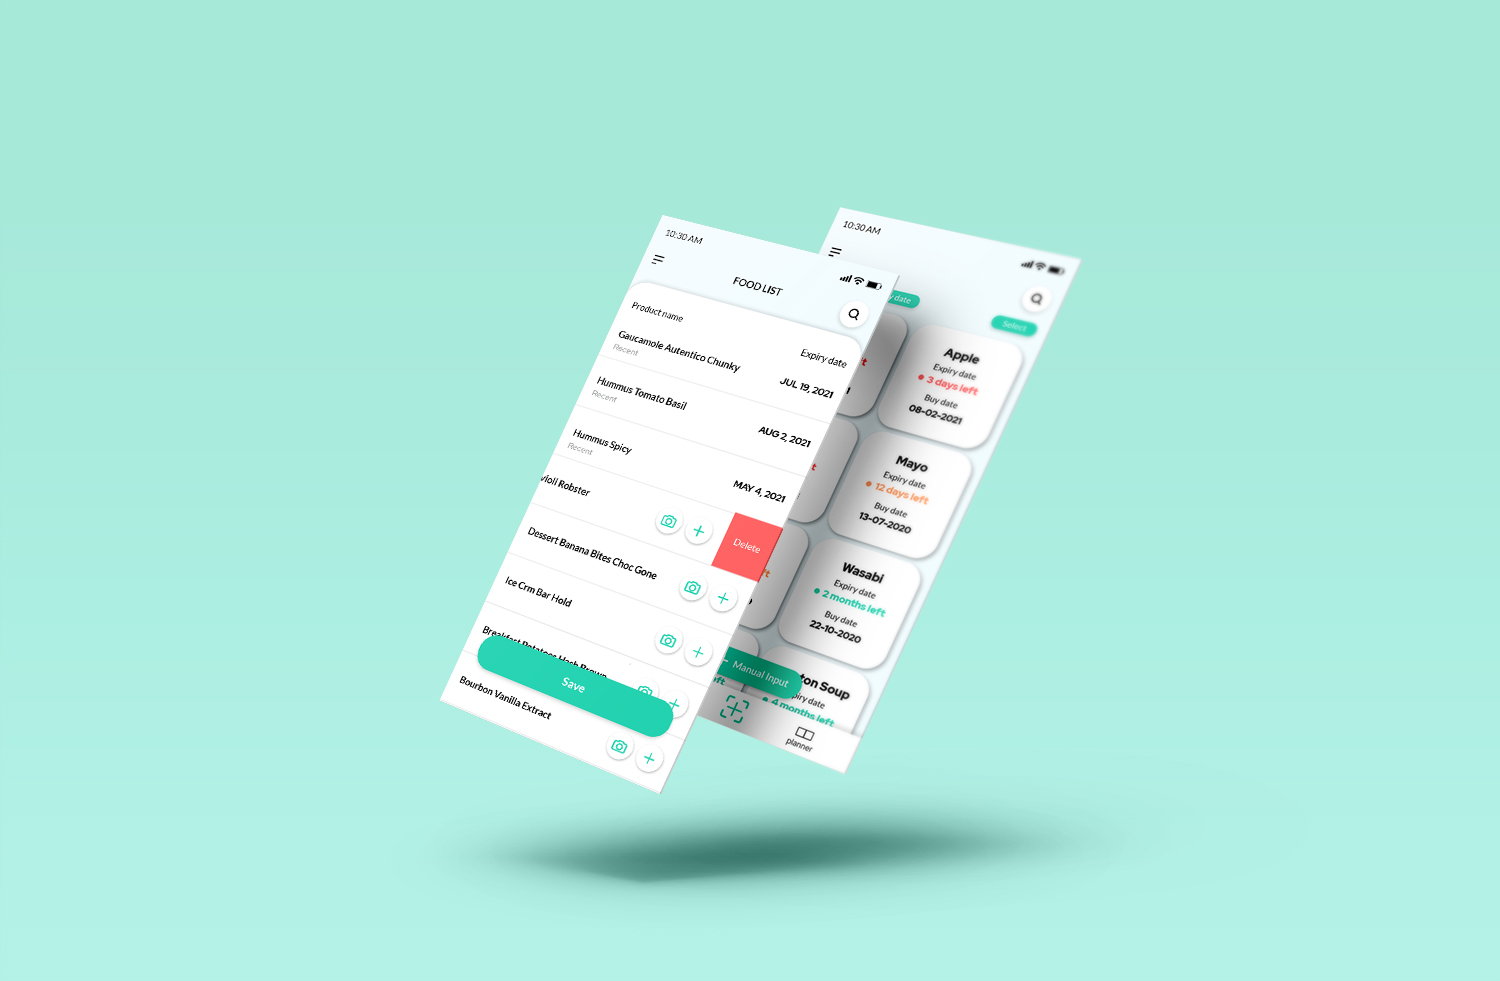 10:30 AM
FOOD LIST
Product name
Expiry date
Gaucamole Autentico Chunky
Recent
JUL 19, 2021
Hummus Tomato Basil
Recent
AUG 2, 2021
Hummus Spicy
Recent
MAY 4, 2021
violi Robster
Delete
Dessert Banana Bites Choc Gone
Ice Crm Bar Hold
Breakfast Potatoes Hash Brown
Save
Bourbon Vanilla Extract
10:30 AM
y date
Select
Apple
Expiry date
3 days left
Buy date
08-02-2021
Mayo
Expiry date
12 days left
Buy date
13-07-2020
Wasabi
Expiry date
2 months left
Buy date
22-10-2020
Manual Input
ton Soup
piry date
4 months left
planner